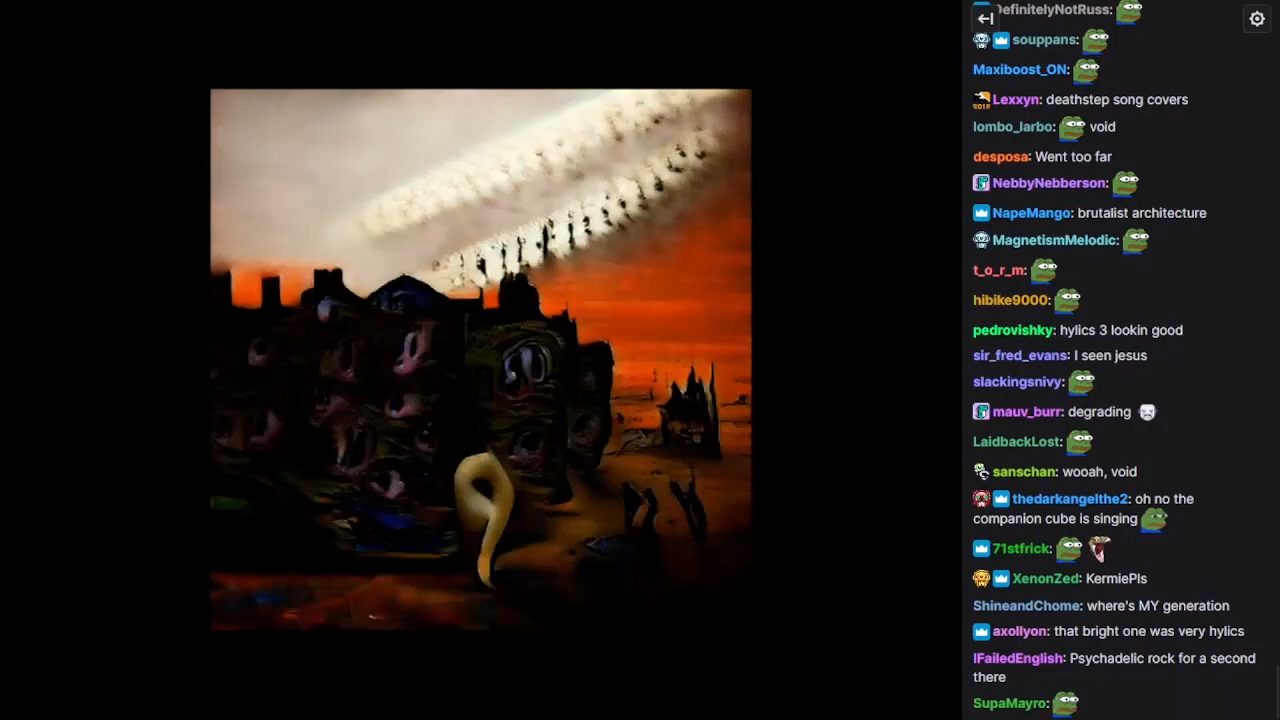 DefinitelyNotRuss:
souppans:
Maxiboost_ON:
2019 Lexxyn: deathstep song covers
lombo_larbo: void
desposa: Went too far
NebbyNebberson:
NapeMango: brutalist architecture
MagnetismMelodic:
t_o_r_m:
hibike9000:
pedrovishky: hylics 3 lookin good
sir_fred_evans: I seen jesus
slackingsnivy:
mauv_burr: degrading
LaidbackLost:
sanschan: wooah, void
thedarkangelthe2: oh no the
companion cube is singing
71stfrick:
XenonZed: KermiePls
ShineandChome: where's MY generation
axollyon: that bright one was very hylics
IFailedEnglish: Psychadelic rock for a second
there
SupaMayro: